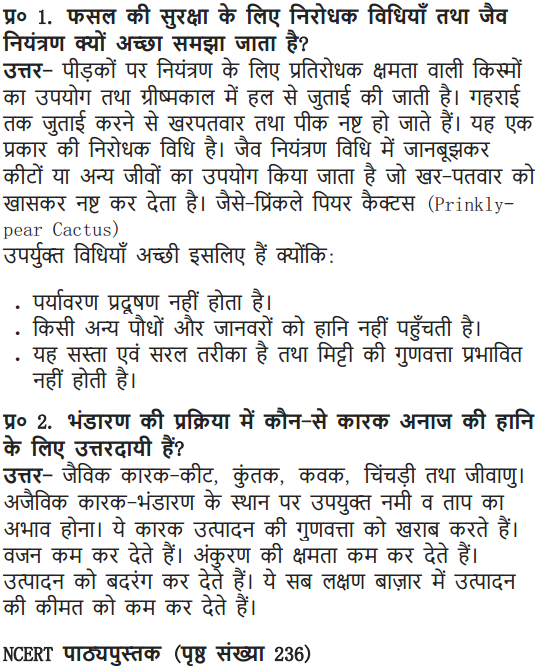 प्र० 1. फसल की सुरक्षा के लिए निरोधक विधियाँ तथा जैव
नियंत्रण क्यों अच्छा समझा जाता है?
उत्तर- पीड़कों पर नियंत्रण के लिए प्रतिरोधक क्षमता वाली किस्मों
का उपयोग तथा ग्रीष्मकाल में हल से जुताई की जाती है। गहराई
तक जुताई करने से खरपतवार तथा पीक नष्ट हो जाते हैं। यह एक
प्रकार की निरोधक विधि है। जैव नियंत्रण विधि में जानबूझकर
कीटों या अन्य जीवों का उपयोग किया जाता है जो खर-पतवार को
खासकर नष्ट कर देता है। जैसे-प्रिंकले पियर कैक्टस (Prinkly-
pear Cactus)
उपर्युक्त विधियाँ अच्छी इसलिए हैं क्योंकि:
• पर्यावरण प्रदूषण नहीं होता है।
• किसी अन्य पौधों और जानवरों को हानि नहीं पहुँचती है।
• यह सस्ता एवं सरल तरीका है तथा मिट्टी की गुणवत्ता प्रभावित
नहीं होती है।
प्र० 2. भंडारण की प्रक्रिया में कौन-से कारक अनाज की हानि
के लिए उत्तरदायी हैं?
उत्तर- जैविक कारक-कीट, कुंतक, कवक, चिंचड़ी तथा जीवाणु।
अजैविक कारक-भंडारण के स्थान पर उपयुक्त नमी व ताप का
अभाव होना। ये कारक उत्पादन की गुणवत्ता को खराब करते हैं।
वजन कम कर देते हैं। अंकुरण की क्षमता कम कर देते हैं।
उत्पादन को बदरंग कर देते हैं। ये सब लक्षण बाज़ार में उत्पादन
की कीमत को कम कर देते हैं।
NCERT पाठ्यपुस्तक (पृष्ठ संख्या 236)